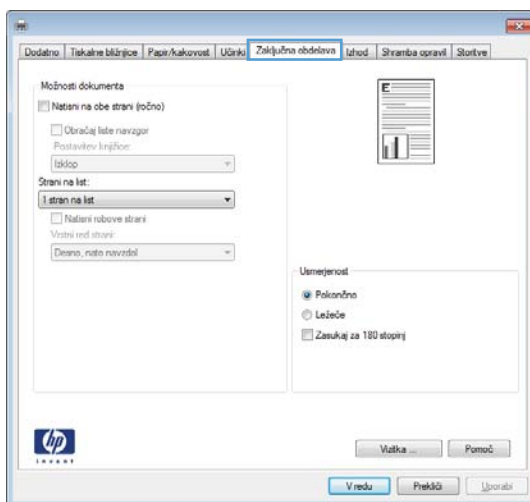 Dodatno Tiskalne bližnjice Papir/kakovost Učinki Zaključna obdelava Izhod Shramba opravil Storitve
Možnosti dokumenta
Natisni na obe strani (ročno)
Obračaj liste navzgor
Postavitev knjižice:
Izklop
Strani na list:
1 stran na list
Natisni robove strani
Vrstni red strani:
Desno, nato navzdol
E
Usmerjenost
Pokončno
Ležeče
Zasukaj za 180 stopinj
hp
invent
Vizitka ...
Pomoč
V redu
Prekliči
Uporabi